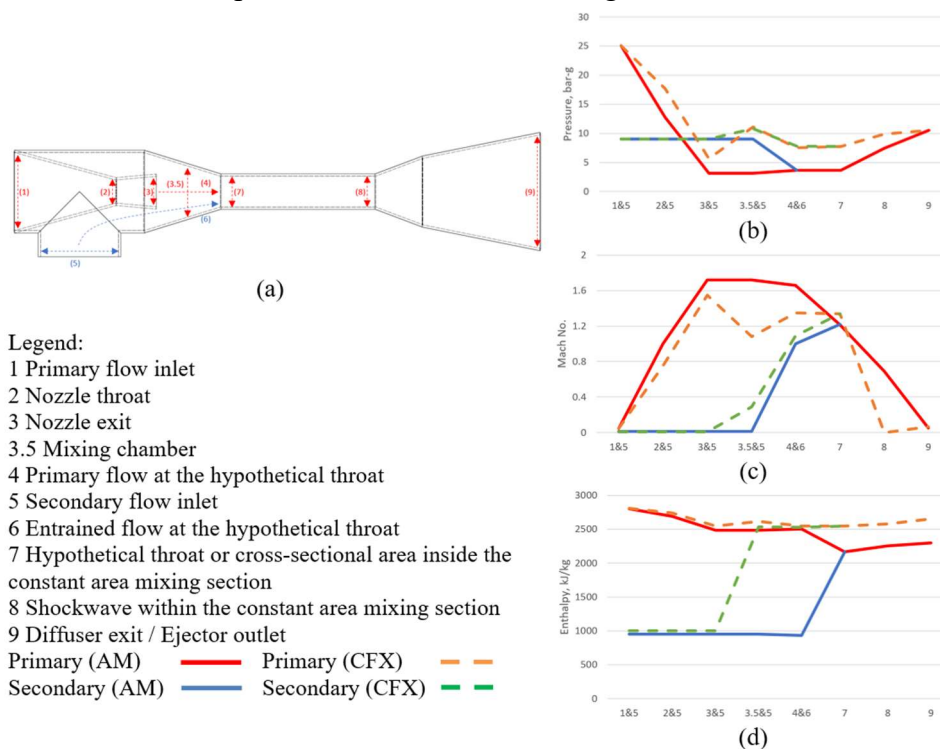 (1)
(2)
(3)
(3.5)
(4)
(7)
(8)
(9)
(6)
(5)
(a)
Legend:
1 Primary flow inlet
2 Nozzle throat
3 Nozzle exit
3.5 Mixing chamber
4 Primary flow at the hypothetical throat
5 Secondary flow inlet
6 Entrained flow at the hypothetical throat
7 Hypothetical throat or cross-sectional area inside the
constant area mixing section
8 Shockwave within the constant area mixing section
9 Diffuser exit / Ejector outlet
Primary (AM) Primary (CFX)
Secondary (AM) Secondary (CFX)
Pressure, bar-g
30
25
20
15
10
5
0
1&5 2&5 3&5 3.5&5 4&6 7 8 9
(b)
Mach No.
2
1.6
1.2
0.8
0.4
0
1&5 2&5 3&5 3.5&5 4&6 7 8 9
(c)
Enthalpy, kJ/kg
3000
2500
2000
1500
1000
500
0
1&5 2&5 3&5 3.5&5 4&6 7 8 9
(d)